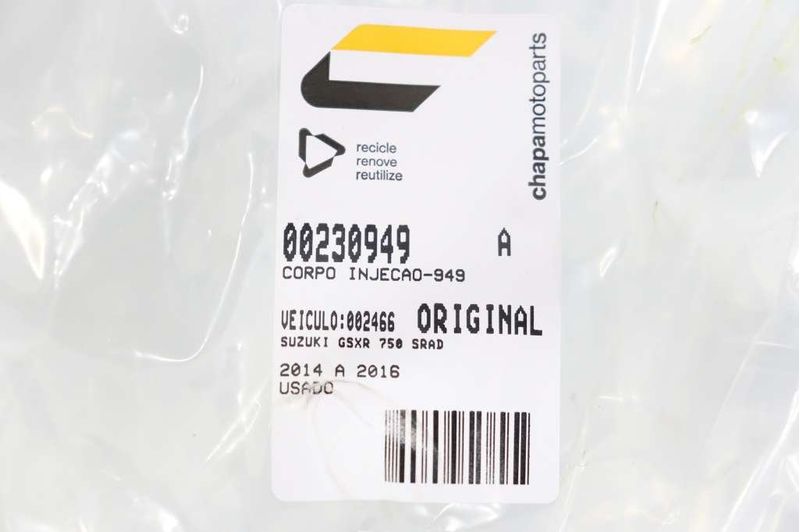 chapamotoparts
recicle
renove
reutilize
00230949 A
CORPO INJECAO-949
VEICULO:002466 ORIGINAL
SUZUKI GSXR 750 SRAD
2014 A 2016
USADO